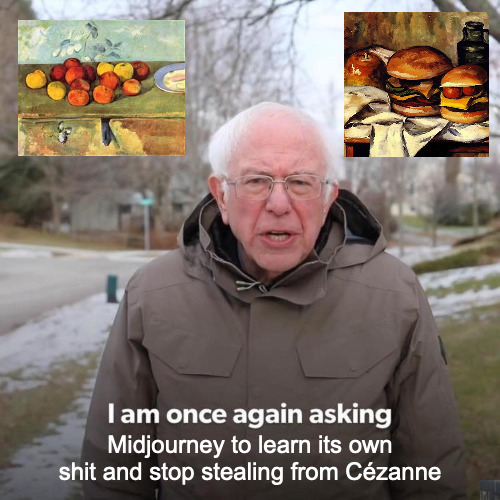 I am once again asking
Midjourney to learn its own
shit and stop stealing from Cézanne